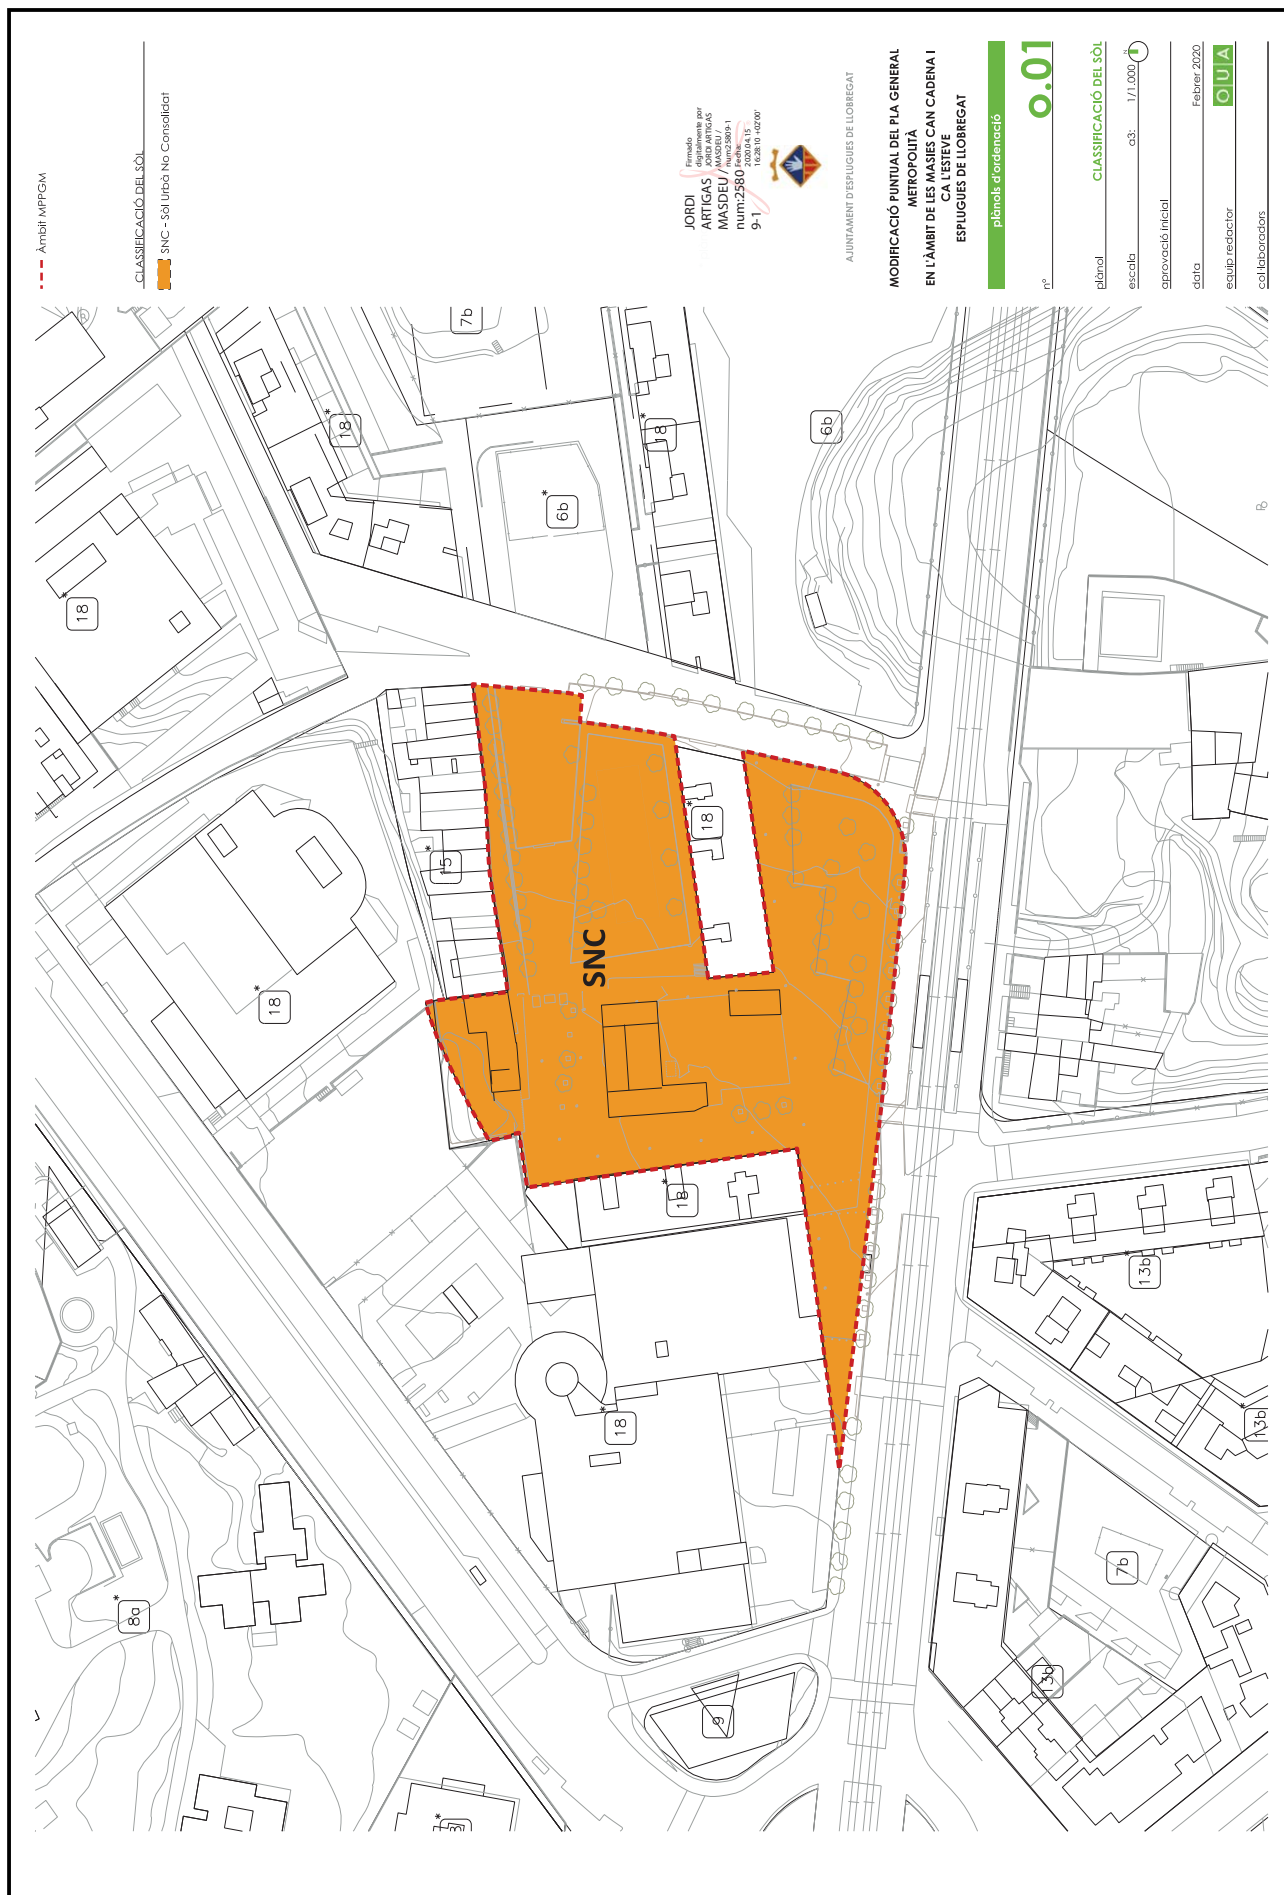 Àmbit MPPGM
CLASSIFICACIÓ DEL SÒL
SNC - Sòl Urbà No Consolidat
JORDI
ARTIGAS
MASDEU /
num:2580
9-1
Firmado
digitalmente por
JORDI ARTIGAS
MASDEU /
num:25809-1
Fecha:
2020.04.15
16:28:10 +02'00'
AJUNTAMENT D'ESPLUGUES DE LLOBREGAT
MODIFICACIÓ PUNTUAL DEL PLA GENERAL
METROPOLITÀ
EN L'ÀMBIT DE LES MASIES CAN CADENA I
CA L'ESTEVE
ESPLUGUES DE LLOBREGAT
plànols d'ordenació
nº o.01
plànol CLASSIFICACIÓ DEL SÒL
escala a3: 1/1.000 N
aprovació inicial
data Febrer 2020
equip redactor O|U|A
col·laboradors
SNC
18*
18*
7b
6b*
18*
6b
15*
18*
18*
18*
18*
8a*
9
13b*
13b*
7b
13b